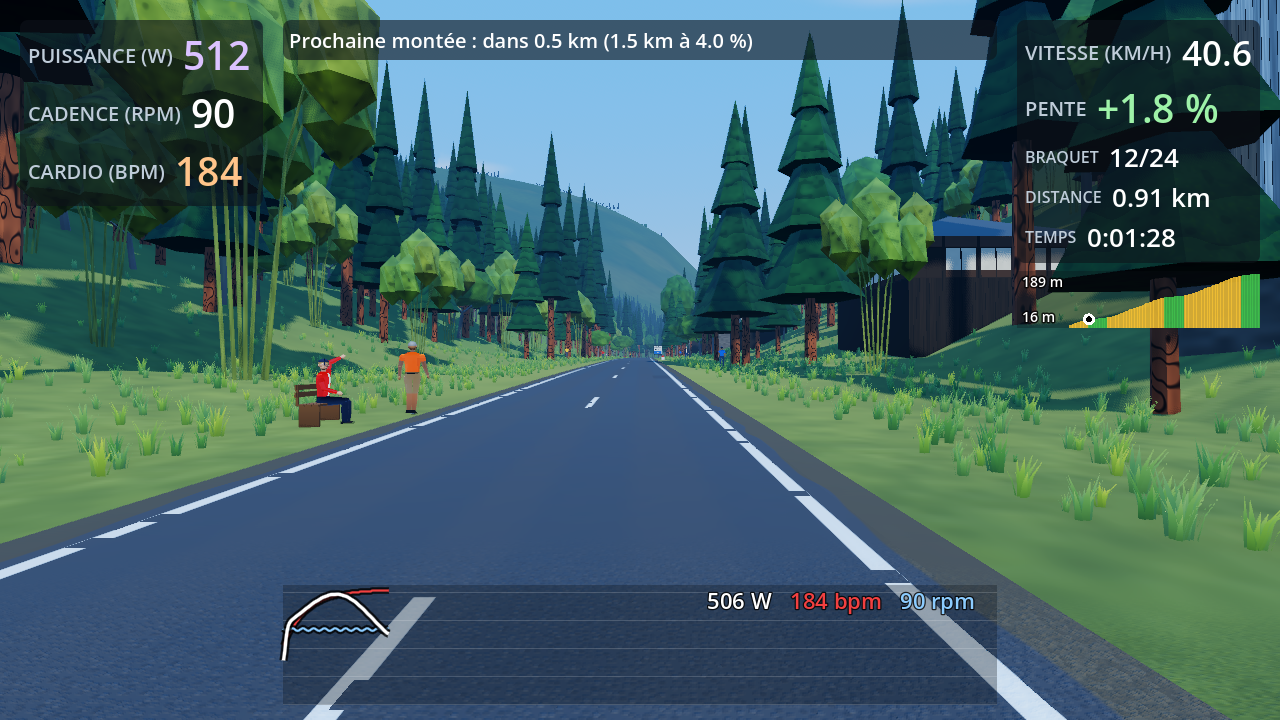 PUISSANCE (W) 512
CADENCE (RPM) 90
CARDIO (BPM) 184
Prochaine montée : dans 0.5 km (1.5 km à 4.0 %)
VITESSE (KM/H) 40.6
PENTE +1.8 %
BRAQUET 12/24
DISTANCE 0.91 km
TEMPS 0:01:28
189 m
16 m
506 W 184 bpm 90 rpm